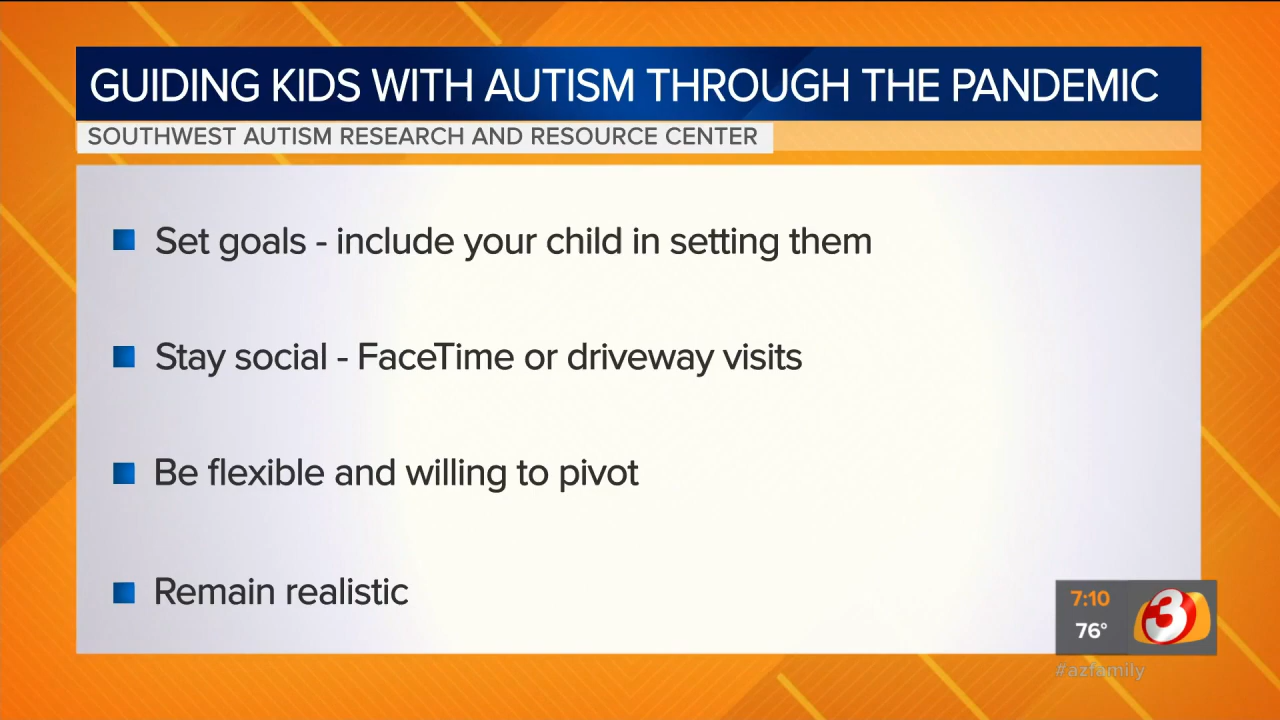 GUIDING KIDS WITH AUTISM THROUGH THE PANDEMIC
SOUTHWEST AUTISM RESEARCH AND RESOURCE CENTER
Set goals - include your child in setting them
Stay social - FaceTime or driveway visits
Be flexible and willing to pivot
Remain realistic
7:10
76°
3
#azfamily